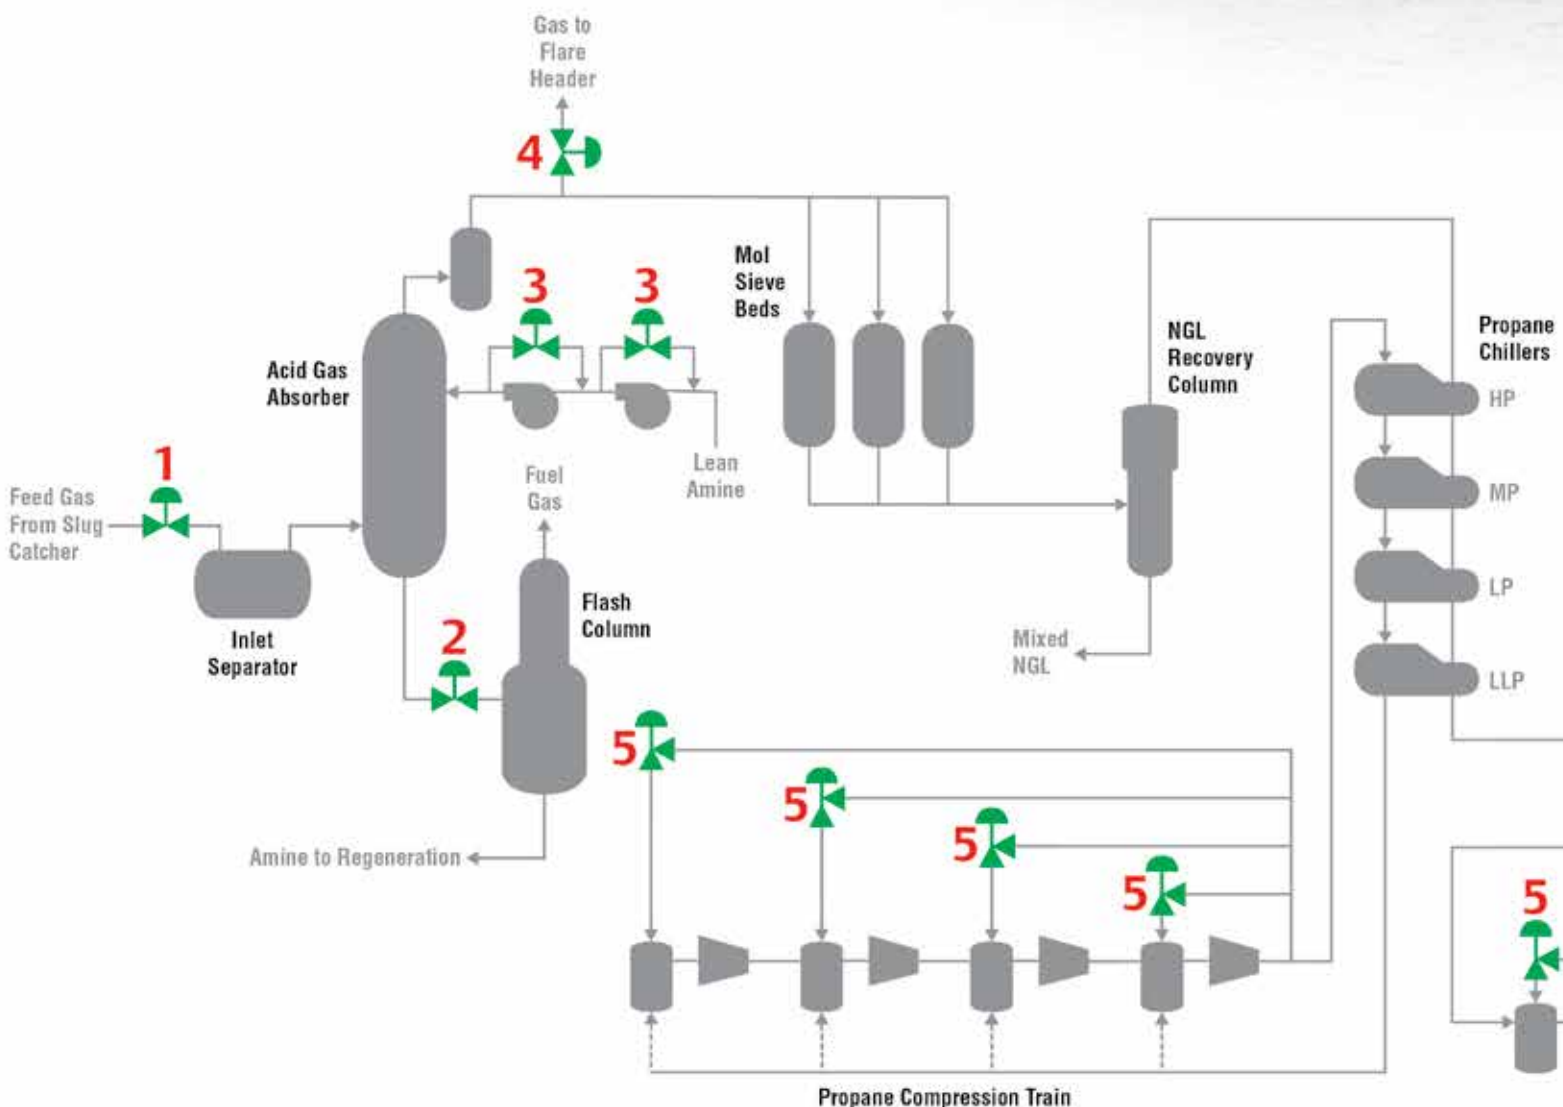 Gas to
Flare
Header
4
3
3
Mol
Sieve
Beds
Acid Gas
Absorber
NGL
Recovery
Column
Propane
Chillers
HP
MP
LP
LLP
1
Feed Gas
From Slug
Catcher
Fuel
Gas
Lean
Amine
Inlet
Separator
2
Flash
Column
Mixed
NGL
5
5
5
5
5
Amine to Regeneration
Propane Compression Train